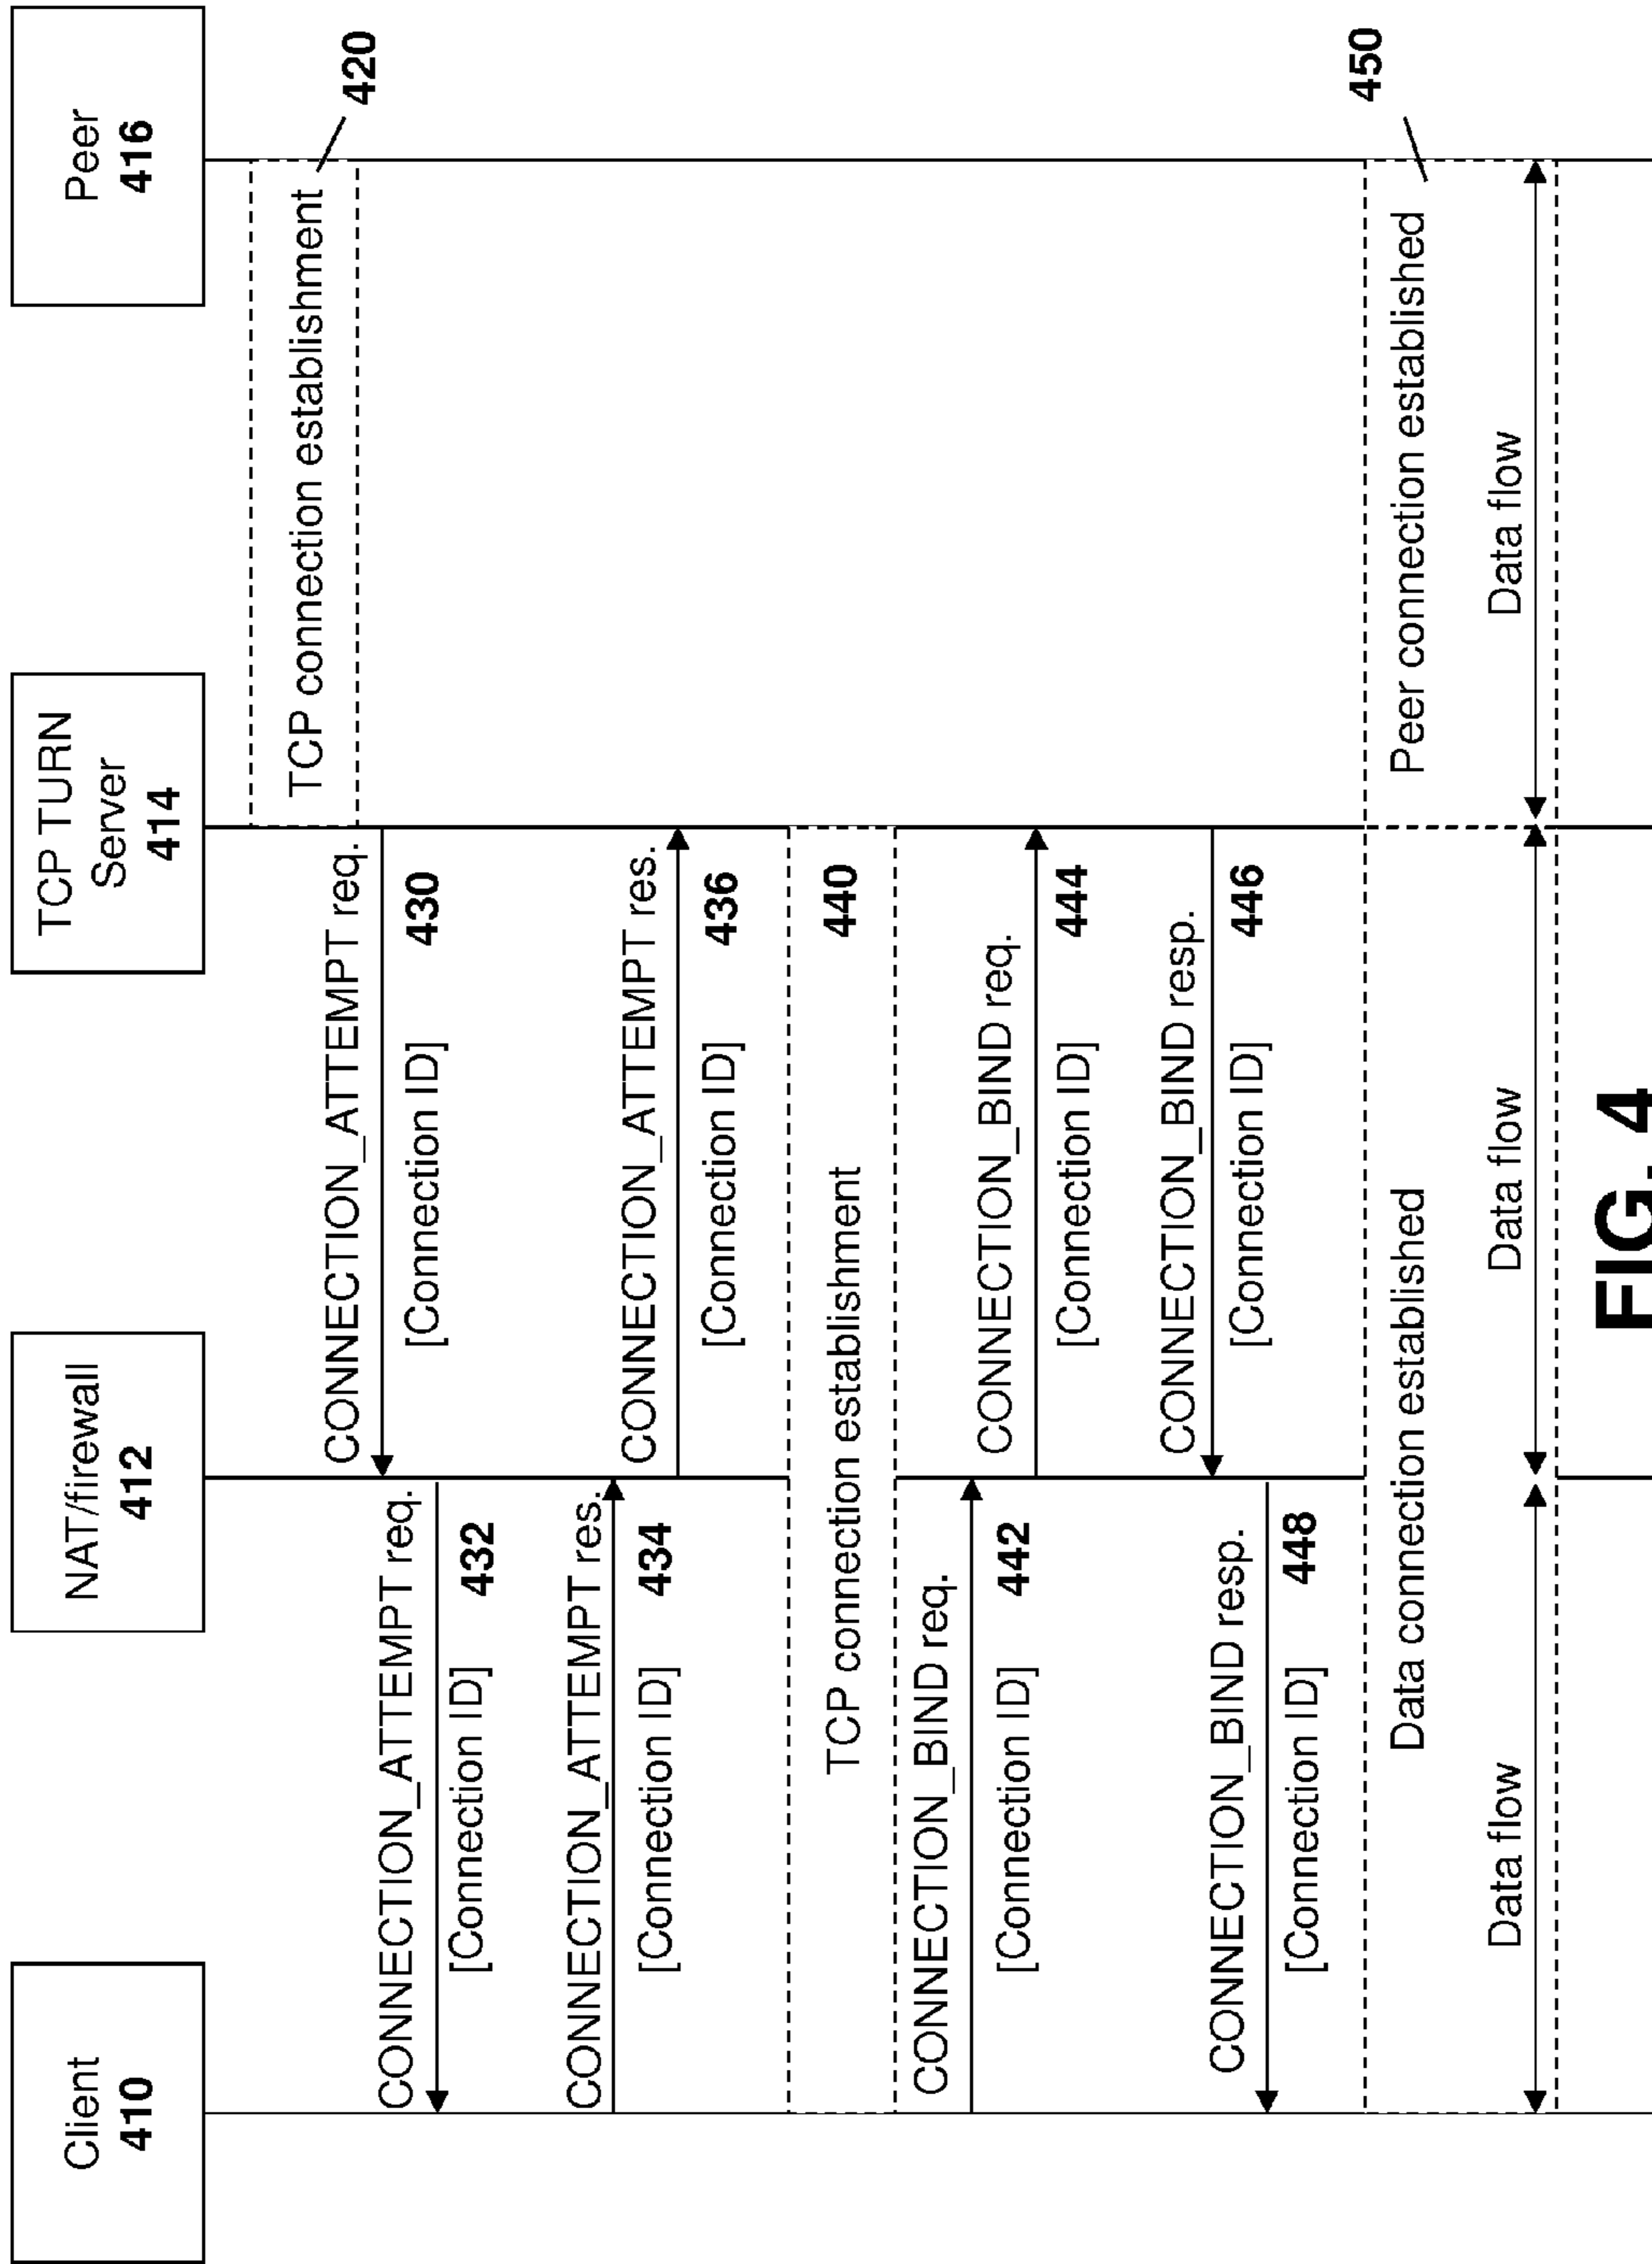 Client
410
NAT/firewall
412
TCP TURN
Server
414
Peer
416
TCP connection establishment
420
CONNECTION_ATTEMPT req.
[Connection ID]
430
CONNECTION_ATTEMPT req.
[Connection ID]
432
CONNECTION_ATTEMPT res.
[Connection ID]
434
CONNECTION_ATTEMPT res.
[Connection ID]
436
TCP connection establishment
440
CONNECTION_BIND req.
[Connection ID]
442
CONNECTION_BIND req.
[Connection ID]
444
CONNECTION_BIND resp.
[Connection ID]
446
CONNECTION_BIND resp.
[Connection ID]
448
Data connection established
Peer connection established
450
Data flow
Data flow
Data flow
FIG. 4